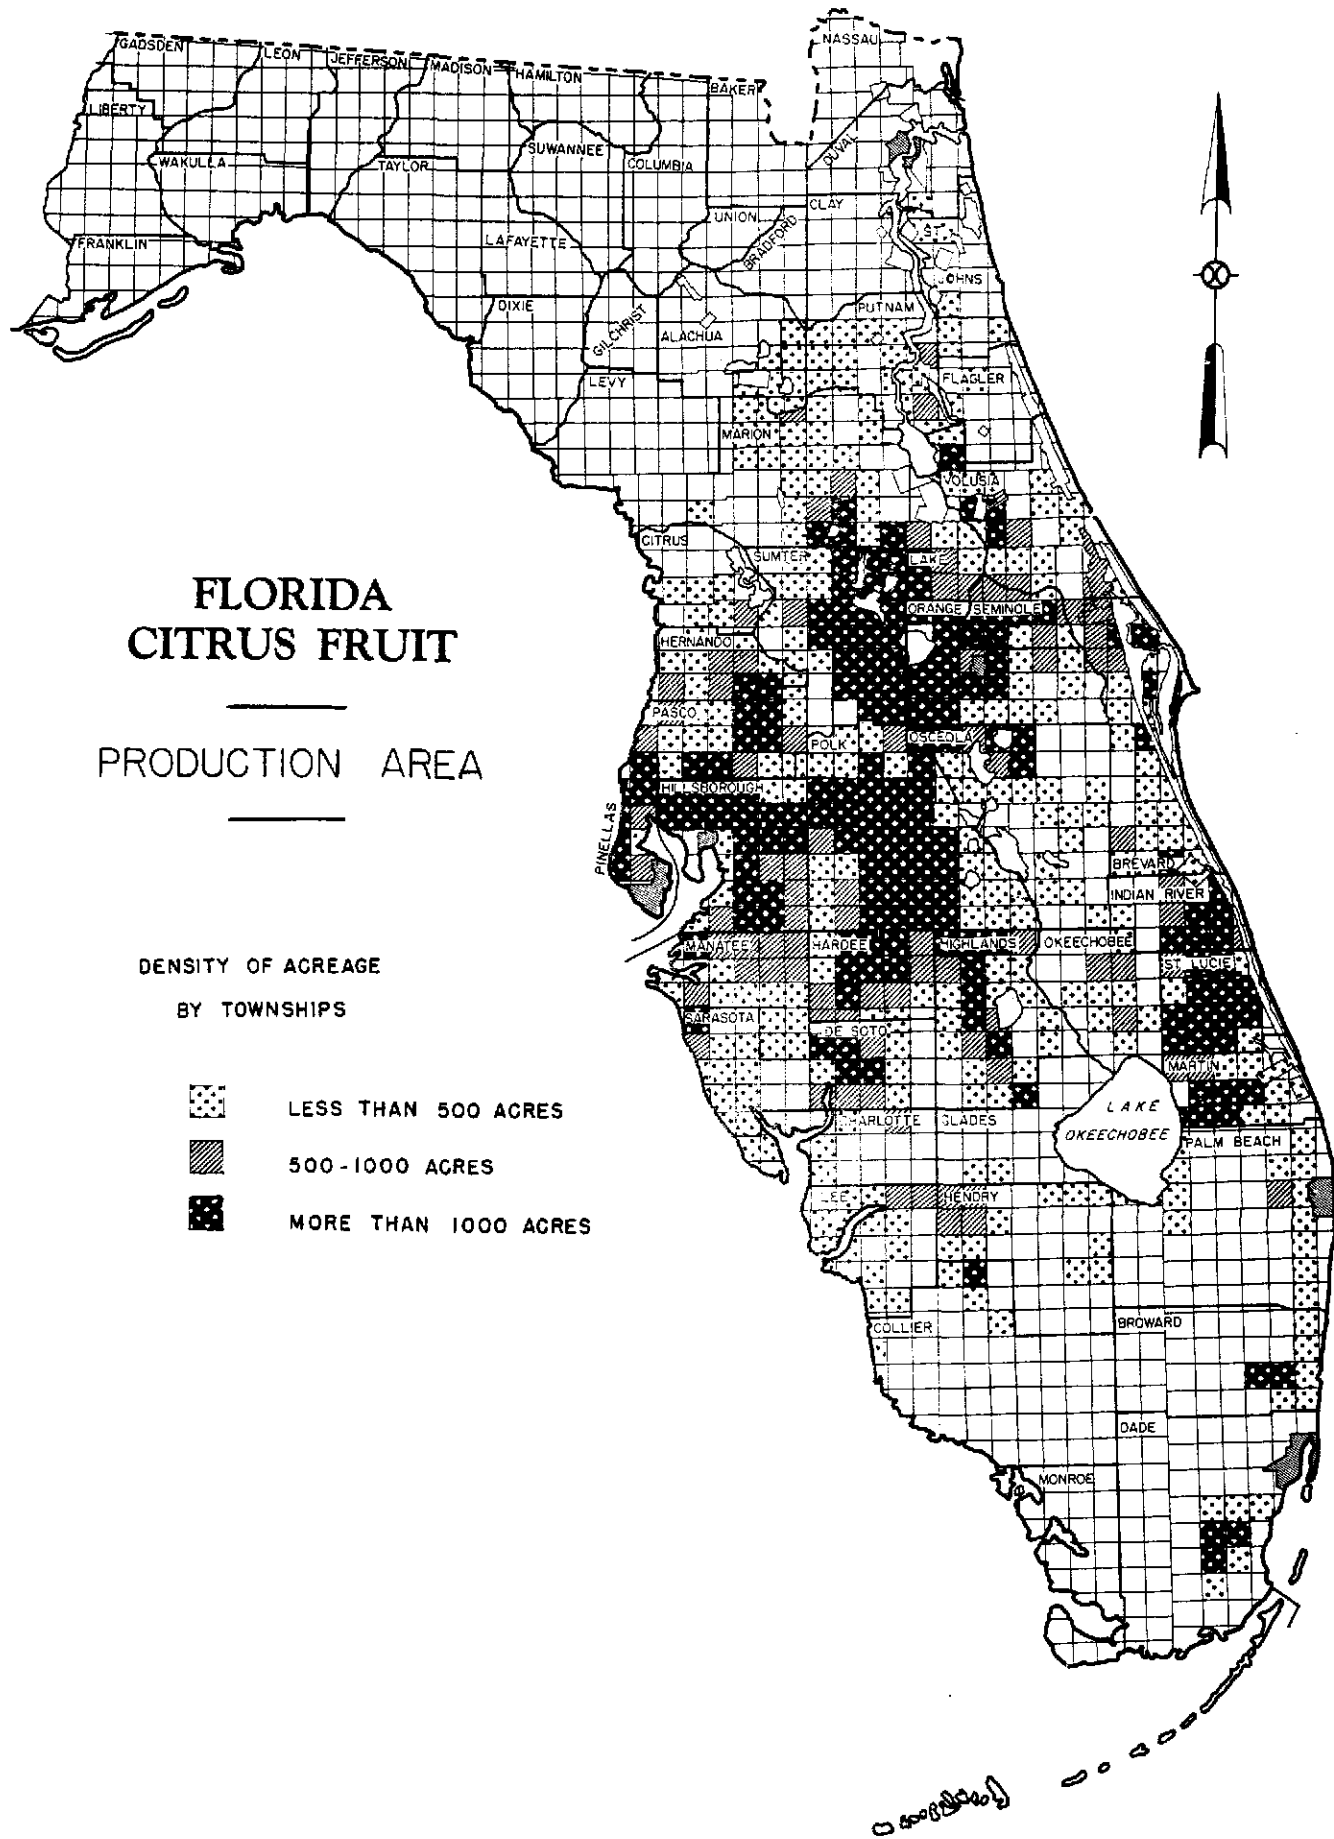 GADSDEN
LEON
JEFFERSON
MADISON
HAMILTON
BAKER
NASSAU
LIBERTY
WAKULLA
TAYLOR
SUWANNEE
COLUMBIA
DUVAL
FRANKLIN
LAFAYETTE
UNION
BRADFORD
CLAY
ST
JOHNS
DIXIE
GILCHRIST
ALACHUA
PUTNAM
LEVY
FLAGLER
MARION
VOLUSIA
CITRUS
SUMTER
LAKE
ORANGE
SEMINOLE
HERNANDO
PASCO
POLK
OSCEOLA
HILLSBOROUGH
PINELLAS
BREVARD
INDIAN RIVER
MANATEE
HARDEE
HIGHLANDS
OKEECHOBEE
ST LUCIE
SARASOTA
DE SOTO
MARTIN
CHARLOTTE
GLADES
LAKE
OKEECHOBEE
PALM BEACH
LEE
HENDRY
COLLIER
BROWARD
DADE
MONROE
FLORIDA
CITRUS FRUIT
PRODUCTION AREA
DENSITY OF ACREAGE
BY TOWNSHIPS
LESS THAN 500 ACRES
500-1000 ACRES
MORE THAN 1000 ACRES